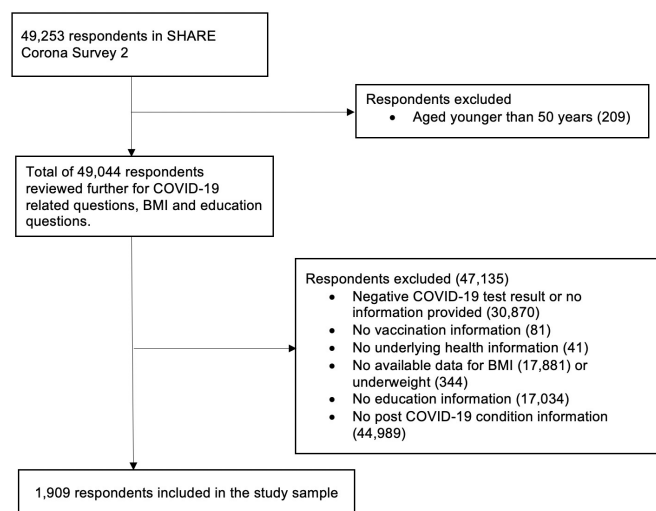 49,253 respondents in SHARE
Corona Survey 2
Respondents excluded
• Aged younger than 50 years (209)
Total of 49,044 respondents
reviewed further for COVID-19
related questions, BMI and education
questions.
Respondents excluded (47,135)
• Negative COVID-19 test result or no
information provided (30,870)
• No vaccination information (81)
• No underlying health information (41)
• No available data for BMI (17,881) or
underweight (344)
• No education information (17,034)
• No post COVID-19 condition information
(44,989)
1,909 respondents included in the study sample